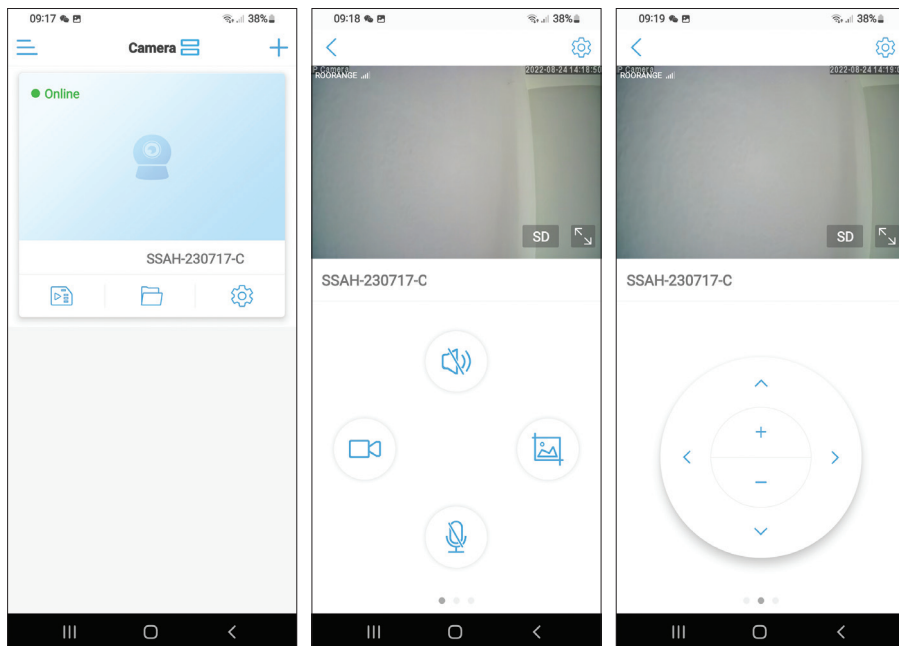 09:17 38%
Camera
Online
SSAH-230717-C
09:18 38%
P Camera 2022-08-24 14:18:50
ROORANGE
SD
SSAH-230717-C
09:19 38%
2022-08-24 14:19:0
ROORANGE
SD
SSAH-230717-C